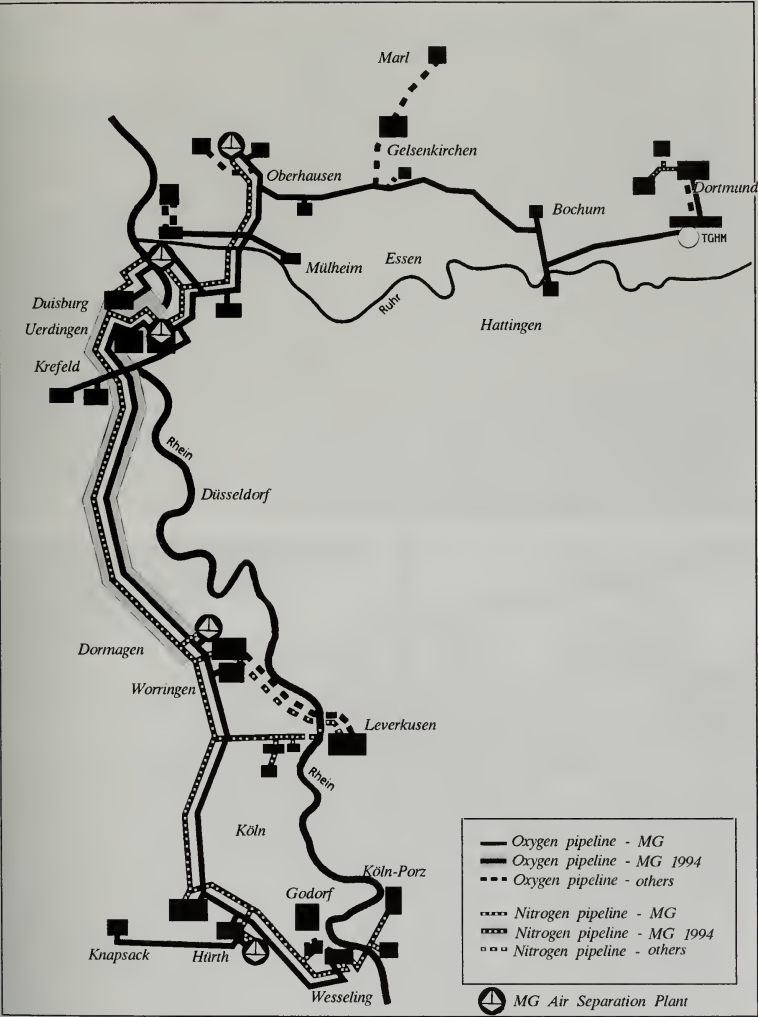 Marl
Gelsenkirchen
Oberhausen
Dortmund
Bochum
TGHM
Essen
Mülheim
Duisburg
Ruhr
Uerdingen
Hattingen
Krefeld
Rhein
Düsseldorf
Dormagen
Worringen
Leverkusen
Rhein
Köln
Köln-Porz
Godorf
Knapsack
Hürth
Wesseling
Oxygen pipeline - MG
Oxygen pipeline - MG 1994
Oxygen pipeline - others
Nitrogen pipeline - MG
Nitrogen pipeline - MG 1994
Nitrogen pipeline - others
MG Air Separation Plant